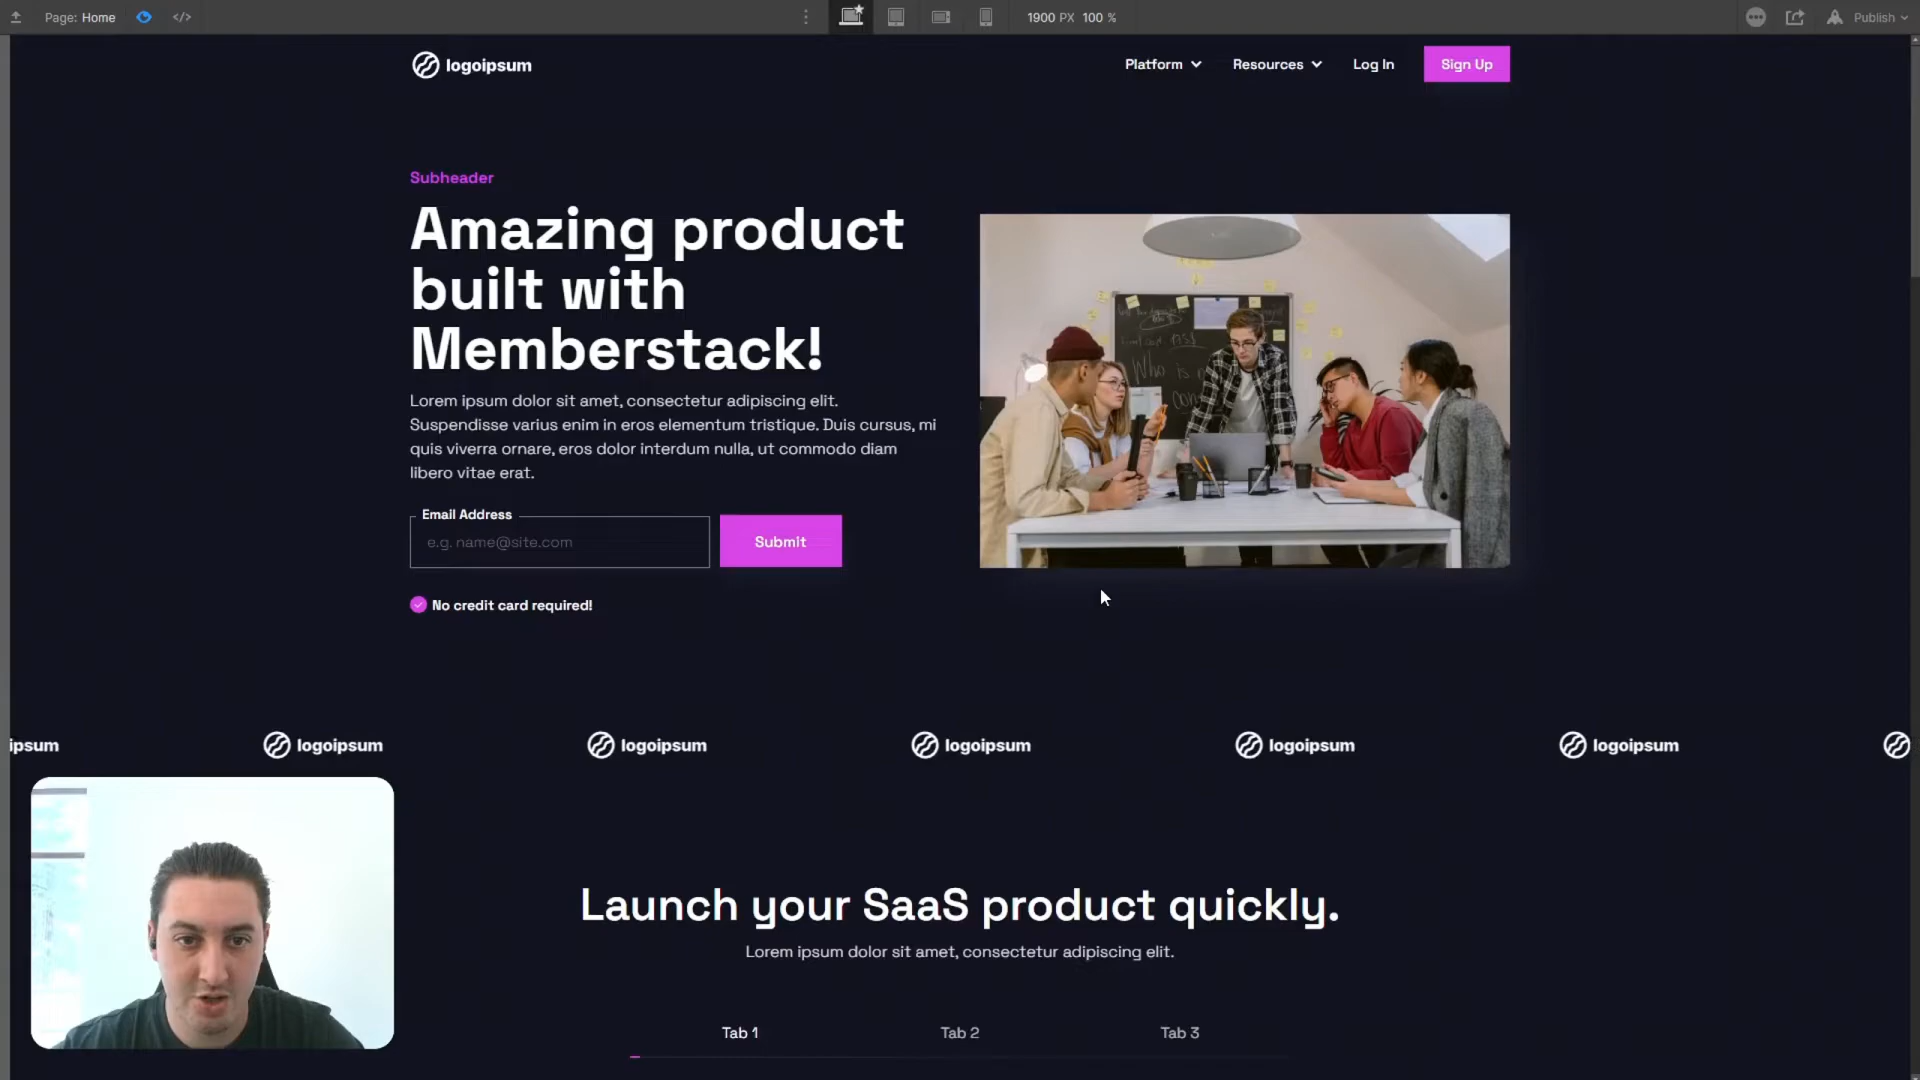 Page: Home
1900 PX 100 %
Publish
logoipsum
Platform
Resources
Log In
Sign Up
Subheader
Amazing product
built with
Memberstack!
Lorem ipsum dolor sit amet, consectetur adipiscing elit.
Suspendisse varius enim in eros elementum tristique. Duis cursus, mi
quis viverra ornare, eros dolor interdum nulla, ut commodo diam
libero vitae erat.
Email Address
e.g. name@site.com
Submit
No credit card required!
Who is
ipsum
logoipsum
logoipsum
logoipsum
logoipsum
logoipsum
Launch your SaaS product quickly.
Lorem ipsum dolor sit amet, consectetur adipiscing elit.
Tab 1
Tab 2
Tab 3